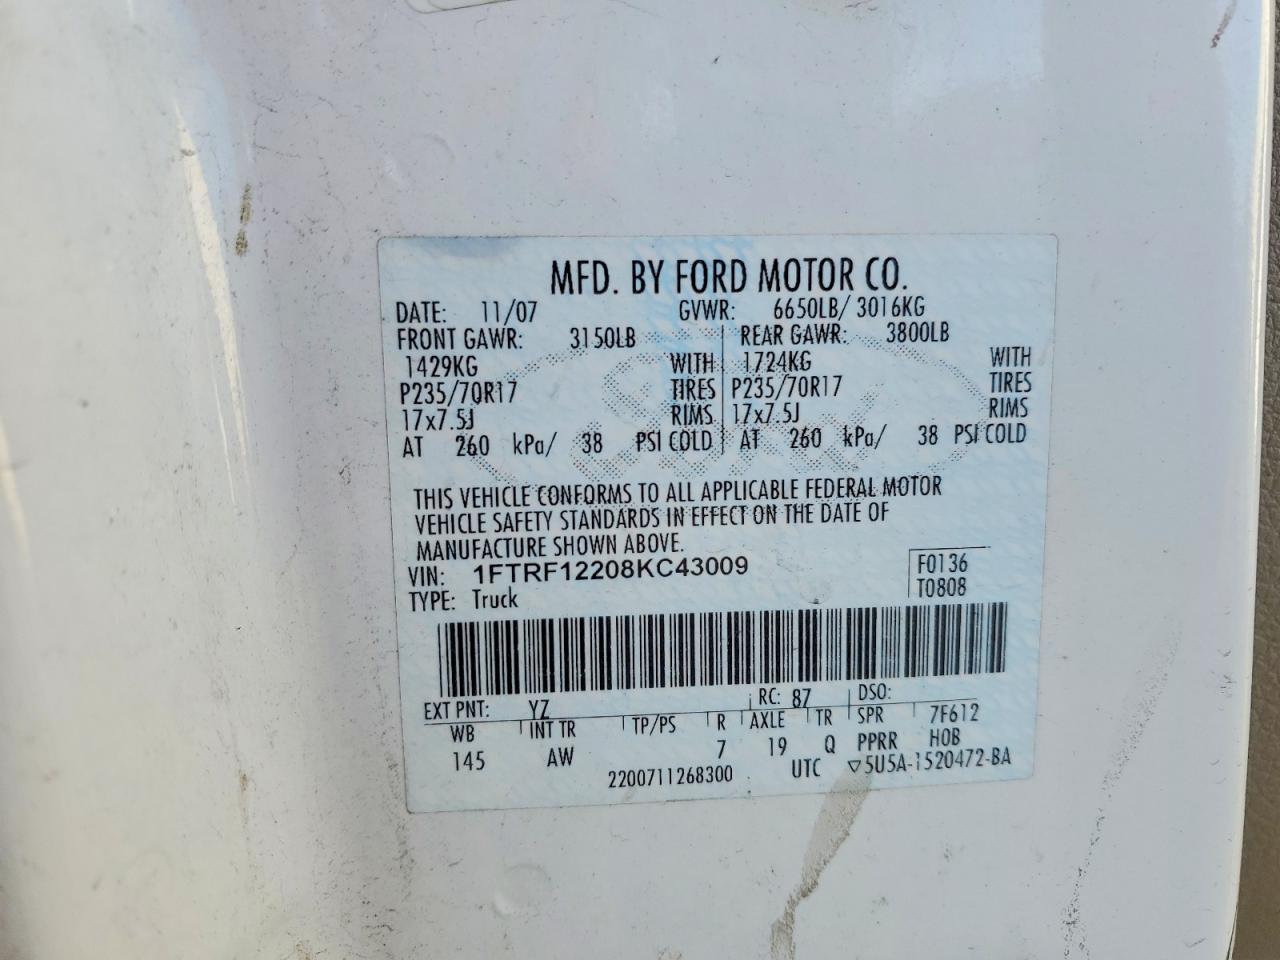 MFD. BY FORD MOTOR CO.
DATE: 11/07 GVWR: 6650LB/ 3016KG
FRONT GAWR: 3150LB REAR GAWR: 3800LB
1429KG WITH 1724KG WITH
P235/70R17 TIRES P235/70R17 TIRES
17x7.5J RIMS 17x7.5J RIMS
AT 260 kPa/ 38 PSI COLD AT 260 kPa/ 38 PSI COLD
THIS VEHICLE CONFORMS TO ALL APPLICABLE FEDERAL MOTOR
VEHICLE SAFETY STANDARDS IN EFFECT ON THE DATE OF
MANUFACTURE SHOWN ABOVE.
VIN: 1FTRF12208KC43009 F0136
TYPE: Truck T0808
EXT PNT: YZ RC: 87 DSO:
WB INT TR TP/PS R AXLE TR SPR 7F612
145 AW 7 19 Q PPRR H0B
2200711268300 UTC ▽5U5A-1520472-BA